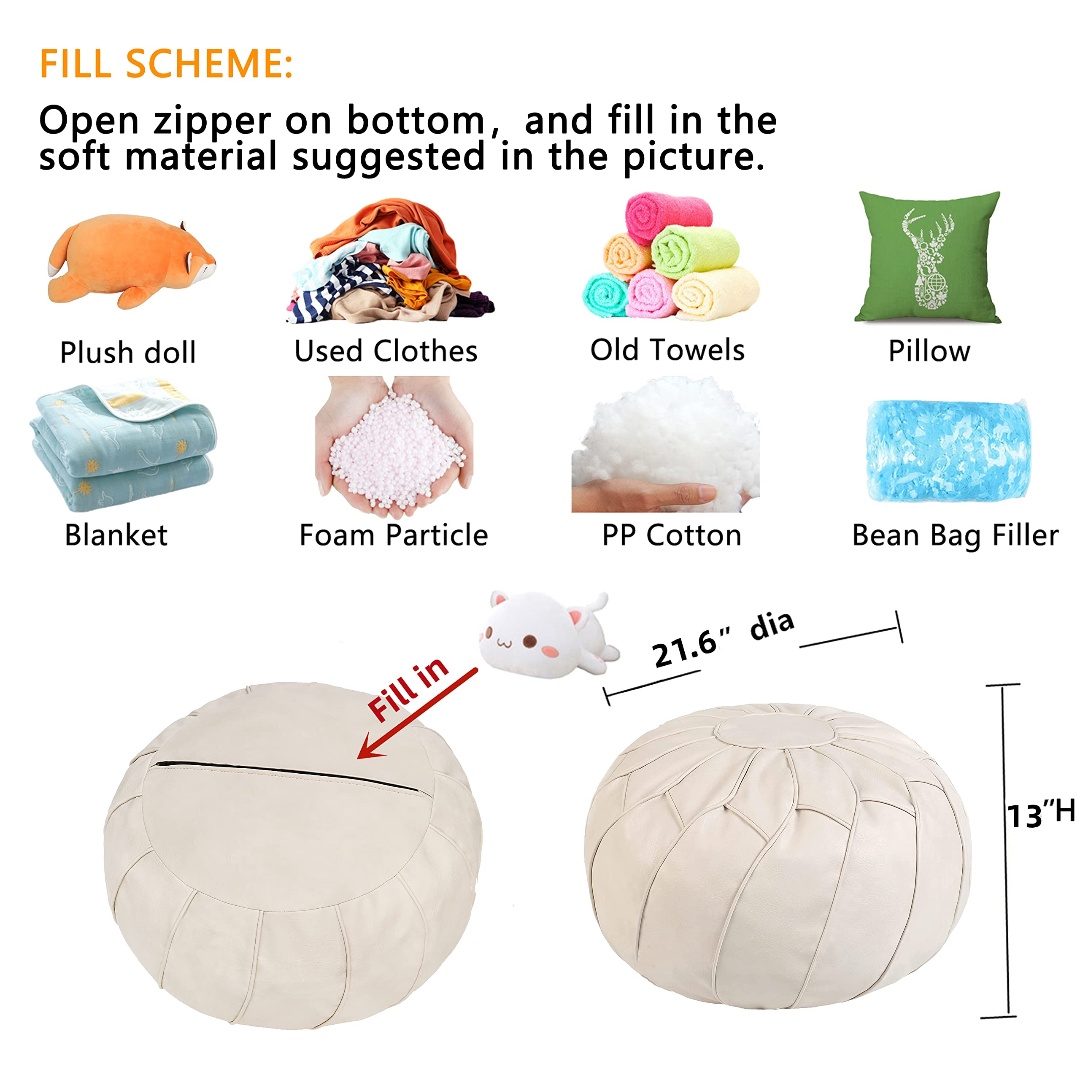 FILL SCHEME:
Open zipper on bottom, and fill in the
soft material suggested in the picture.
Plush doll
Used Clothes
Old Towels
Pillow
Blanket
Foam Particle
PP Cotton
Bean Bag Filler
Fill in
21.6" dia
13"H